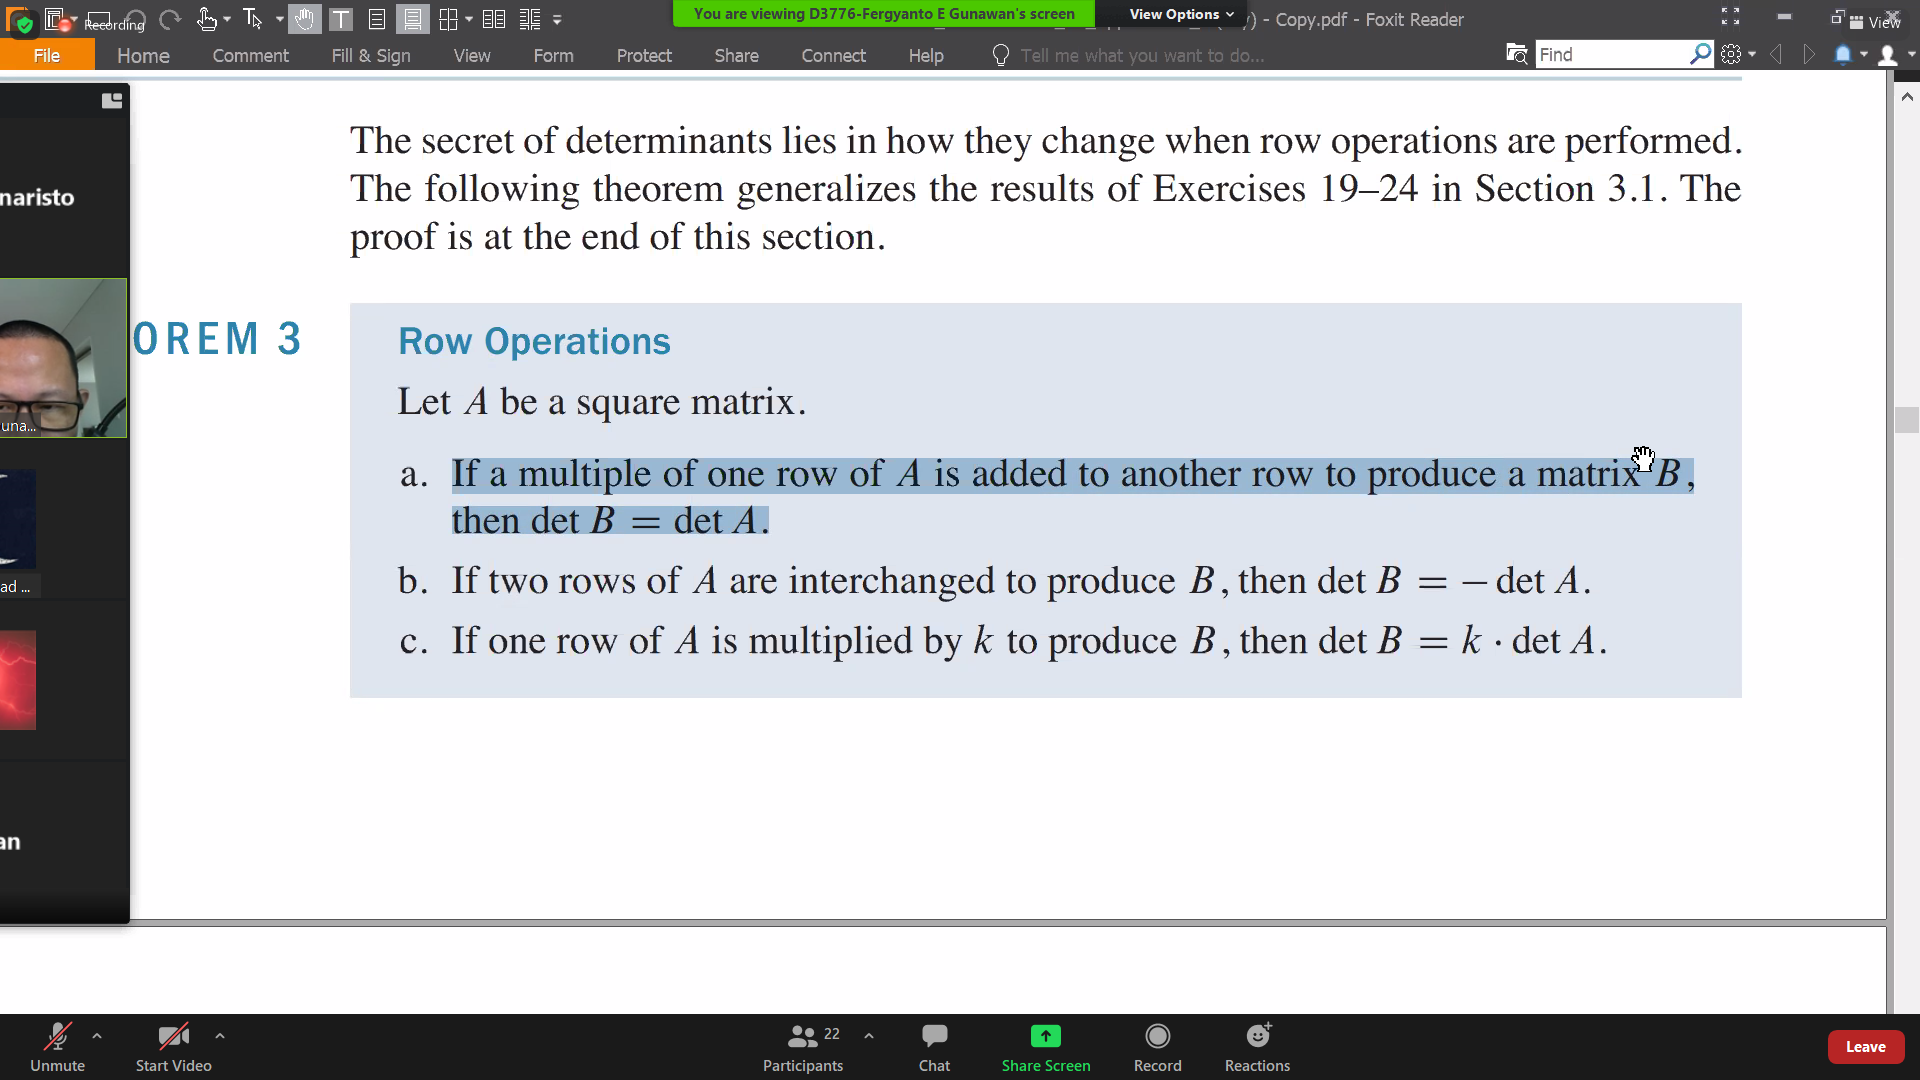 Recording
You are viewing D3776-Fergyanto E Gunawan's screen
View Options
) - Copy.pdf - Foxit Reader
View
File
Home
Comment
Fill & Sign
View
Form
Protect
Share
Connect
Help
Tell me what you want to do...
Find
The secret of determinants lies in how they change when row operations are performed.
The following theorem generalizes the results of Exercises 19–24 in Section 3.1. The
proof is at the end of this section.
naristo
OREM 3
Row Operations
Let A be a square matrix.
a. If a multiple of one row of A is added to another row to produce a matrix B,
then det B = det A.
b. If two rows of A are interchanged to produce B, then det B = − det A.
c. If one row of A is multiplied by k to produce B, then det B = k · det A.
una...
ad ...
an
Unmute
Start Video
22
Participants
Chat
Share Screen
Record
Reactions
Leave